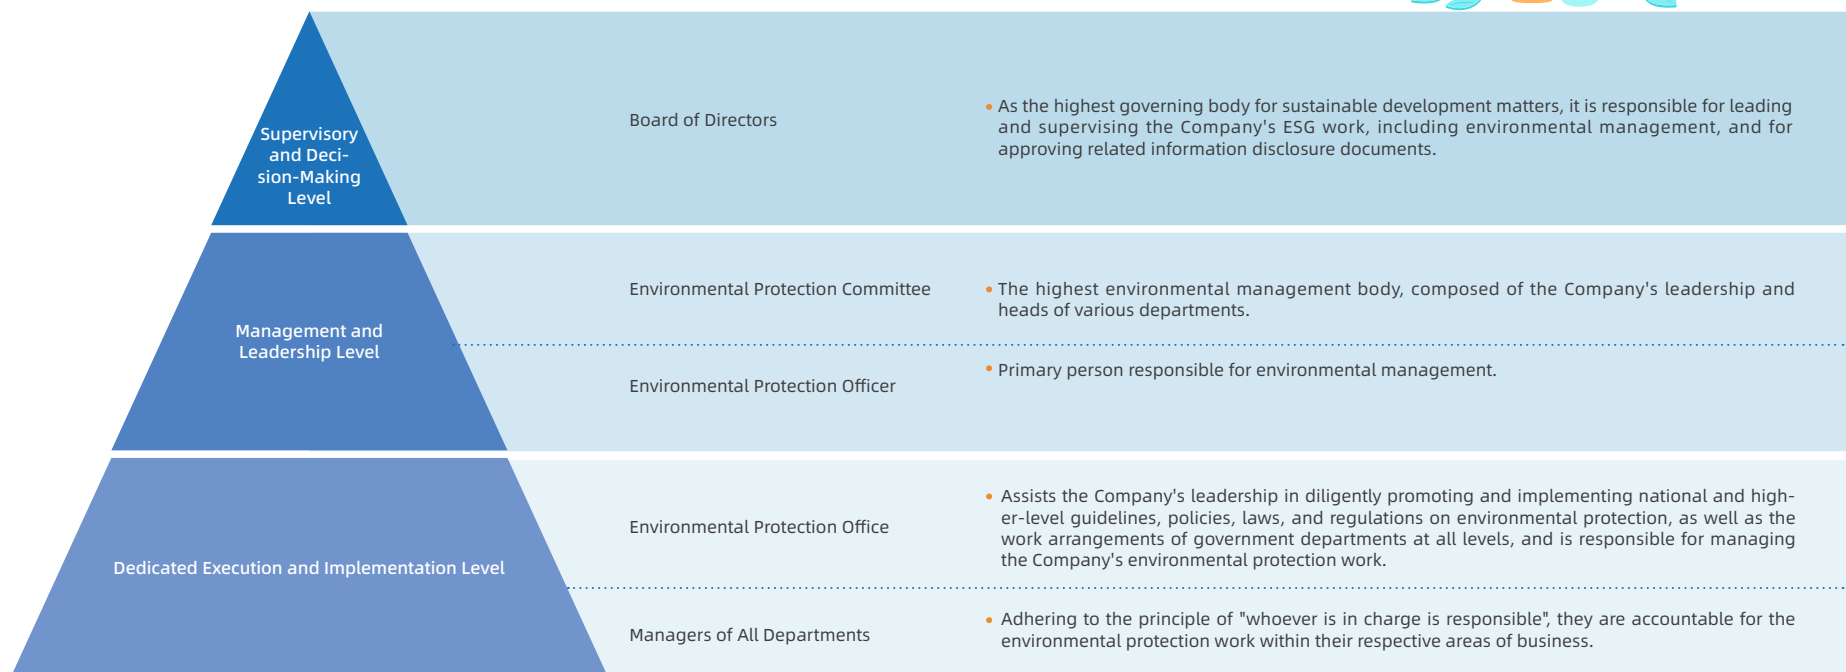 Supervisory
and Deci-
sion-Making
Level
Board of Directors
• As the highest governing body for sustainable development matters, it is responsible for leading
and supervising the Company's ESG work, including environmental management, and for
approving related information disclosure documents.
Management and
Leadership Level
Environmental Protection Committee
• The highest environmental management body, composed of the Company's leadership and
heads of various departments.
Environmental Protection Officer
• Primary person responsible for environmental management.
Dedicated Execution and Implementation Level
Environmental Protection Office
• Assists the Company's leadership in diligently promoting and implementing national and high-
er-level guidelines, policies, laws, and regulations on environmental protection, as well as the
work arrangements of government departments at all levels, and is responsible for managing
the Company's environmental protection work.
Managers of All Departments
• Adhering to the principle of "whoever is in charge is responsible", they are accountable for the
environmental protection work within their respective areas of business.